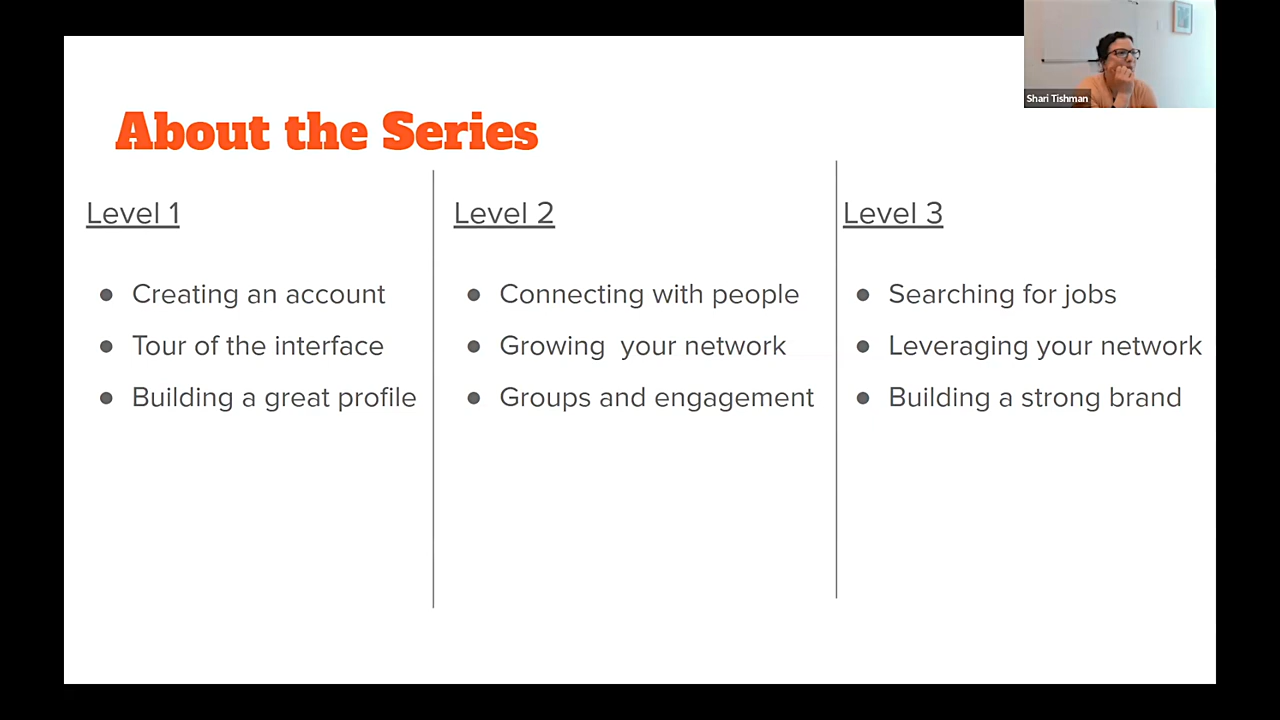 Shari Tishman
About the Series
Level 1
Creating an account
Tour of the interface
Building a great profile
Level 2
Connecting with people
Growing  your network
Groups and engagement
Level 3
Searching for jobs
Leveraging your network
Building a strong brand